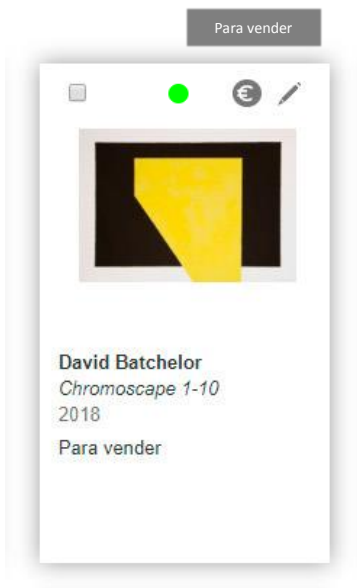 Para vender
€
David Batchelor
Chromoscape 1-10
2018
Para vender